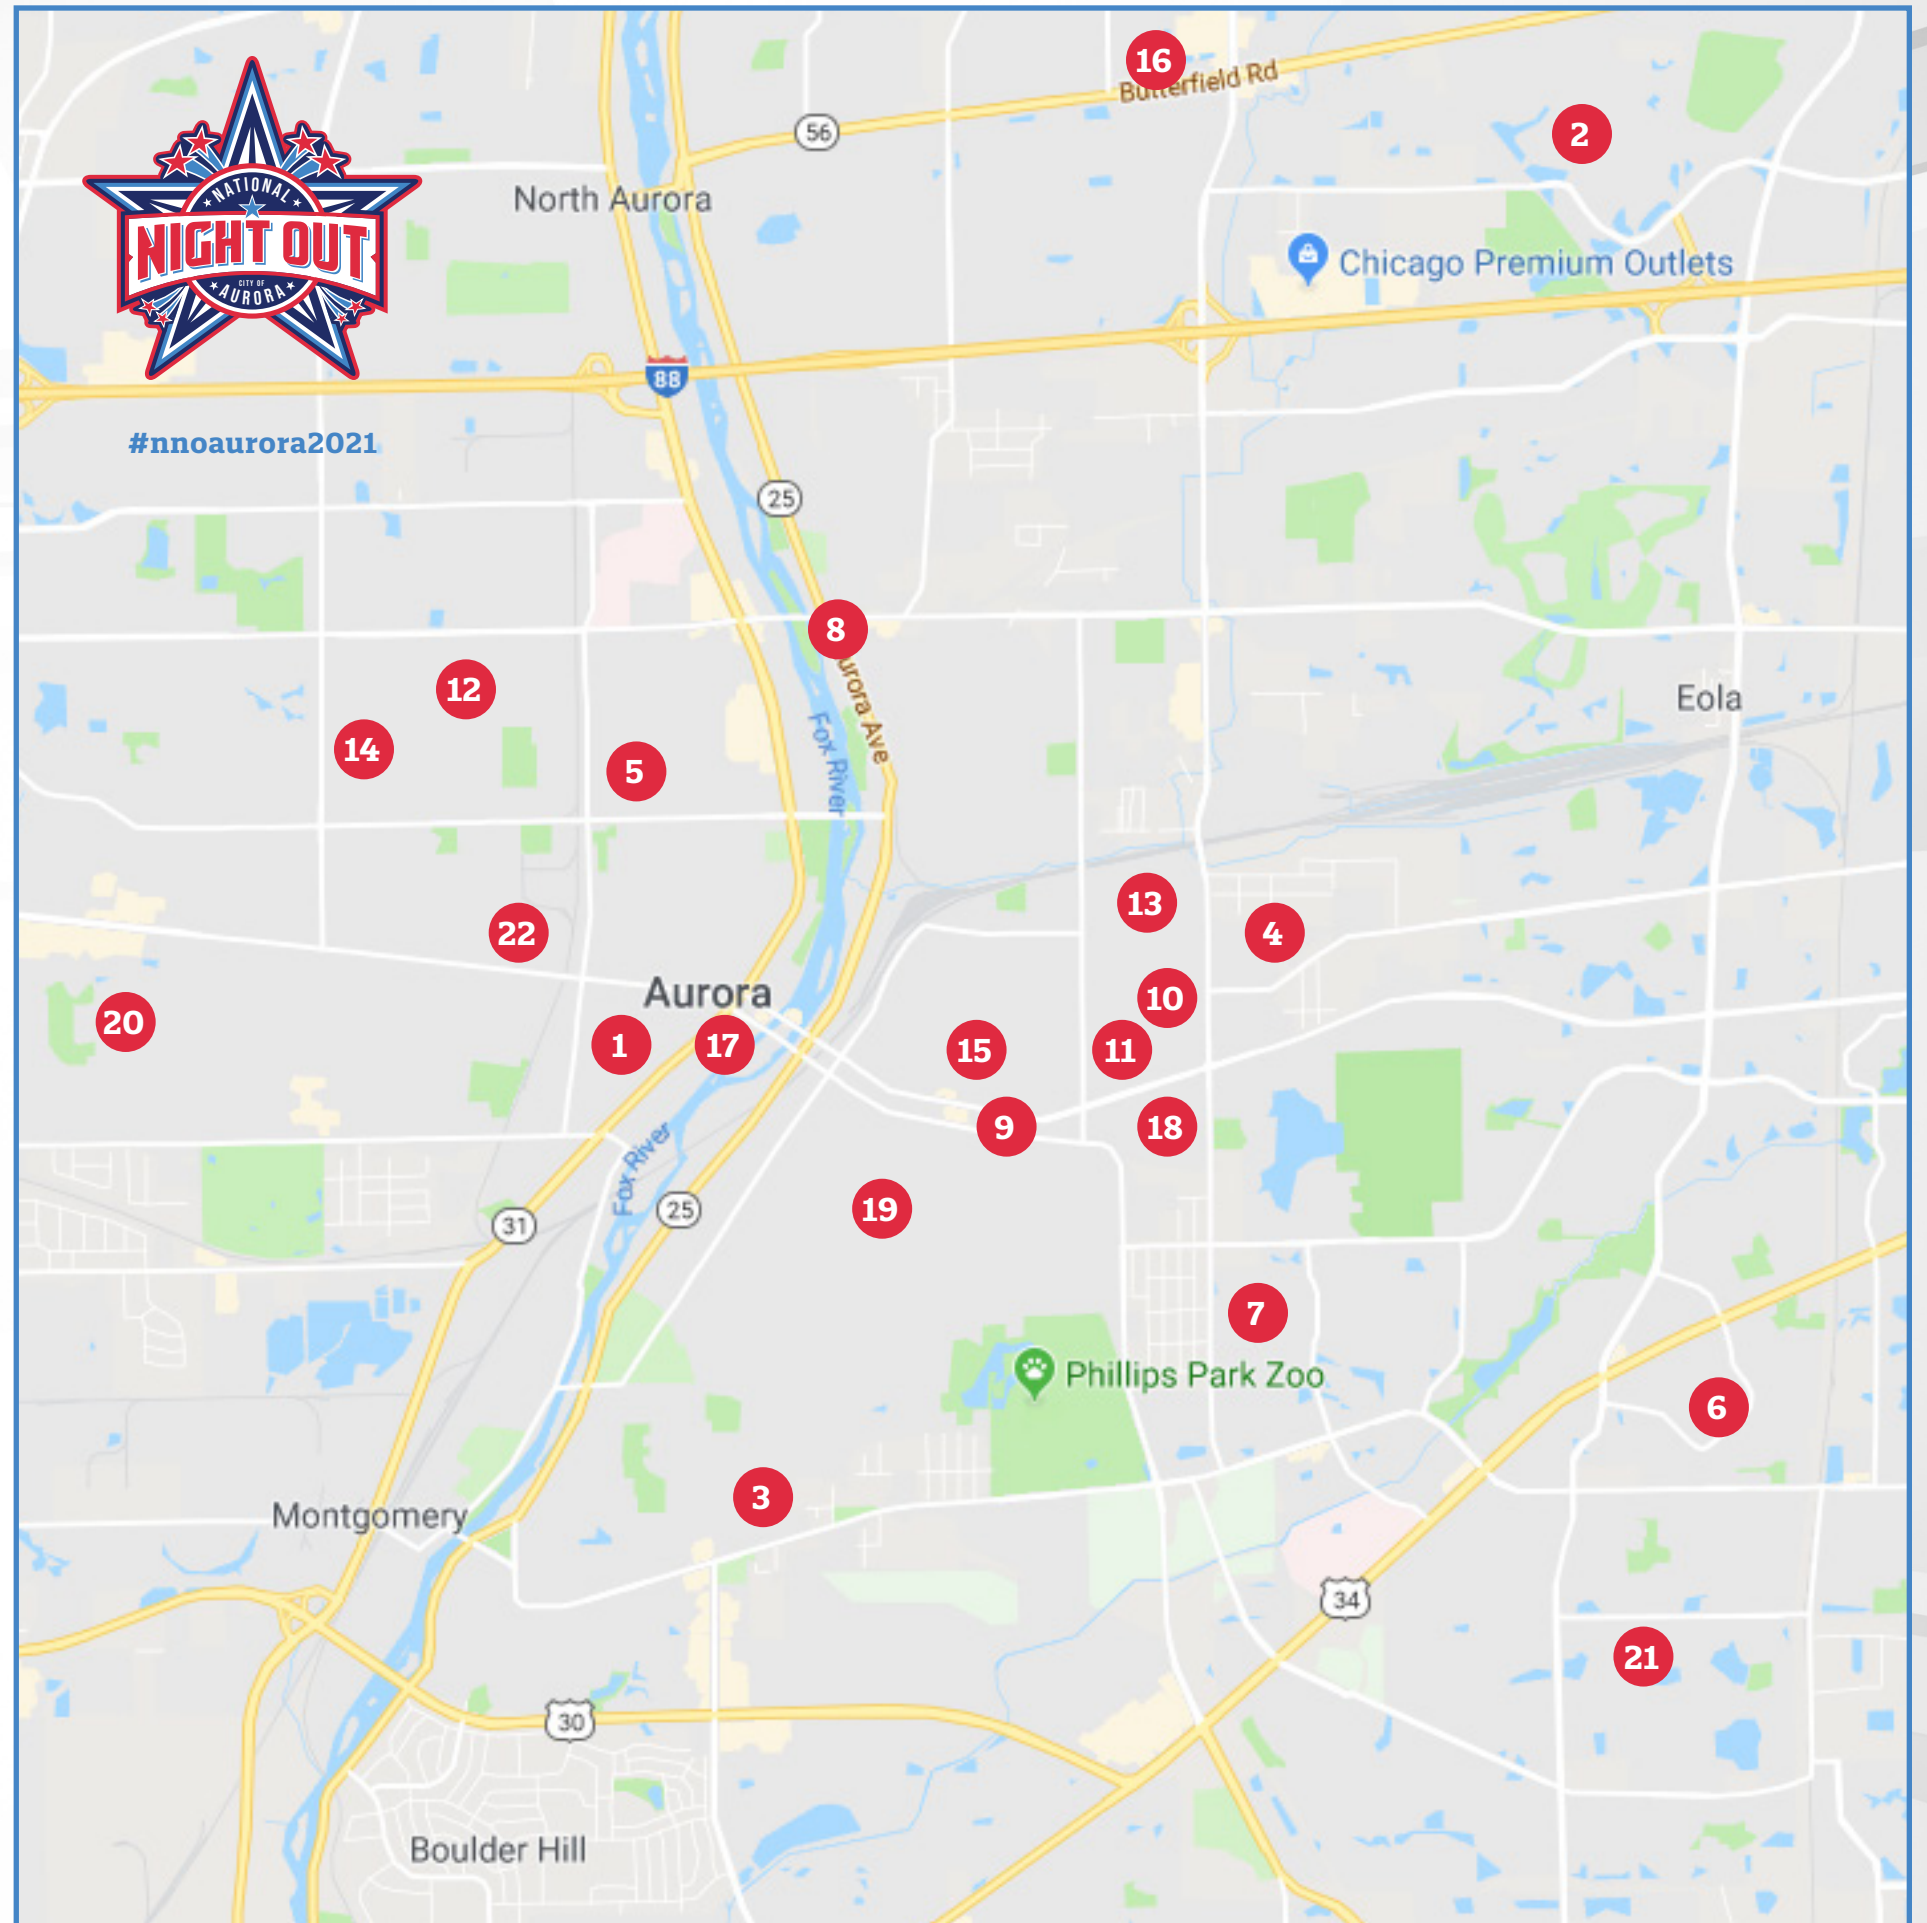 16
Butterfield Rd
2
56
NATIONAL
NIGHT OUT
CITY OF
AURORA
North Aurora
Chicago Premium Outlets
88
#nnoaurora2021
25
8
urora Ave
12
Eola
14
5
Fox River
13
22
4
Aurora
10
20
1
17
15
11
9
18
Fox River
19
25
31
7
Phillips Park Zoo
6
3
Montgomery
34
21
30
Boulder Hill